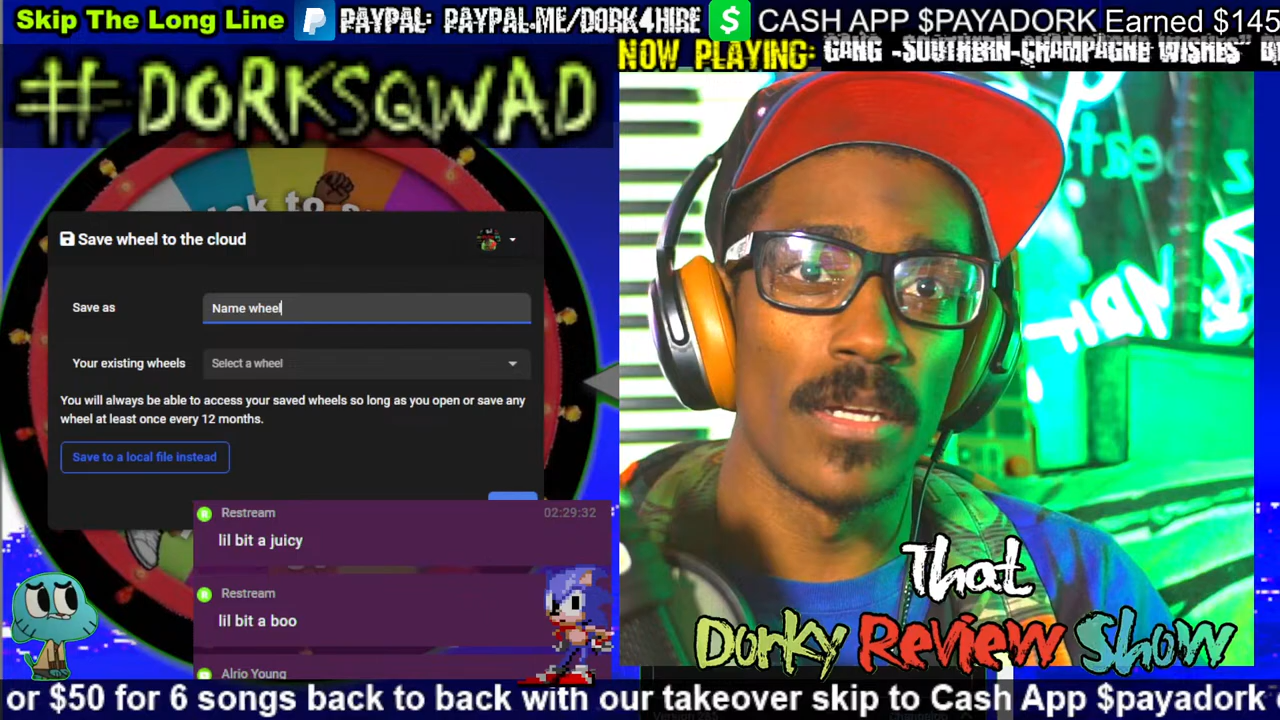 Skip The Long Line
PAYPAL: PAYPAL.ME/DORK4HIRE
CASH APP $PAYADORK Earned $145
NOW PLAYING: GANG -SOUTHERN-CHAMPAGNE WISHES"
#DORKSQWAD
Save wheel to the cloud
Save as
Name wheel
Your existing wheels
Select a wheel
You will always be able to access your saved wheels so long as you open or save any
wheel at least once every 12 months.
Save to a local file instead
Restream
02:29:32
lil bit a juicy
Restream
lil bit a boo
Alrio Young
That
Dorky Review Show
or $50 for 6 songs back to back with our takeover skip to Cash App $payadork